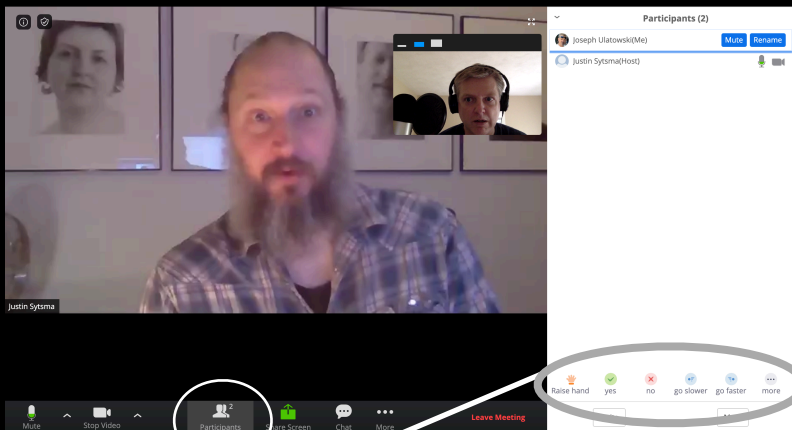 Participants (2)
Joseph Ulatowski(Me)
Mute
Rename
Justin Sytsma(Host)
Justin Sytsma
Raise hand
yes
no
go slower
go faster
more
Mute
Stop Video
2
Participants
Share Screen
Chat
More
Leave Meeting